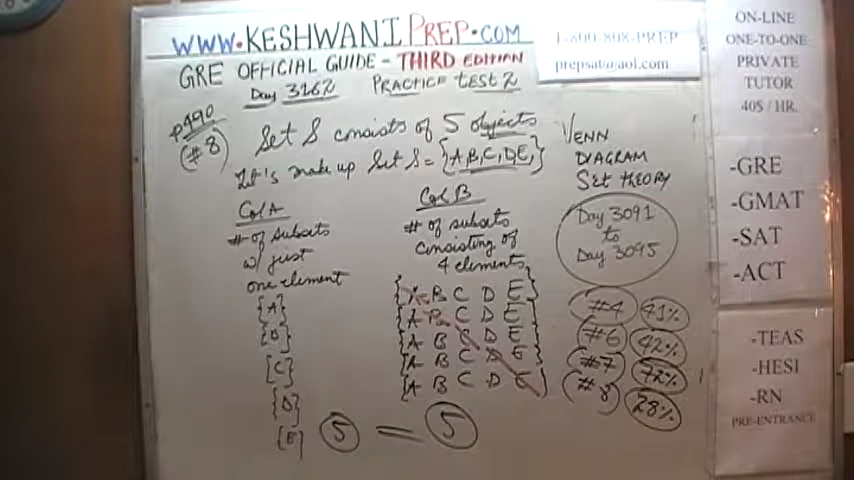 WWW.KESHWANIPREP.COM
1-800-808-PREP
prepsat@aol.com
GRE OFFICIAL GUIDE - THIRD EDITION
Day 3162 PRACTICE test 2
p490
(#8)
Set S consists of 5 objects
Let's make up Set S = {A,B,C,D,E,}
VENN
DIAGRAM
Set theory
Day 3091
to
Day 3095
Col A
# of subsets
w/ just
one element
{A}
{B}
{C}
{D}
{E}
5
=
Col B
# of subsets
consisting of
4 elements
{A B C D E}
{A B C D E}
{A B C D E}
{A B C D E}
{A B C D E}
5
#4 41%
#6 42%
#7 72%
#8 28%
ON-LINE
ONE-TO-ONE
PRIVATE
TUTOR
40$ / HR.
-GRE
-GMAT
-SAT
-ACT
-TEAS
-HESI
-RN
PRE-ENTRANCE